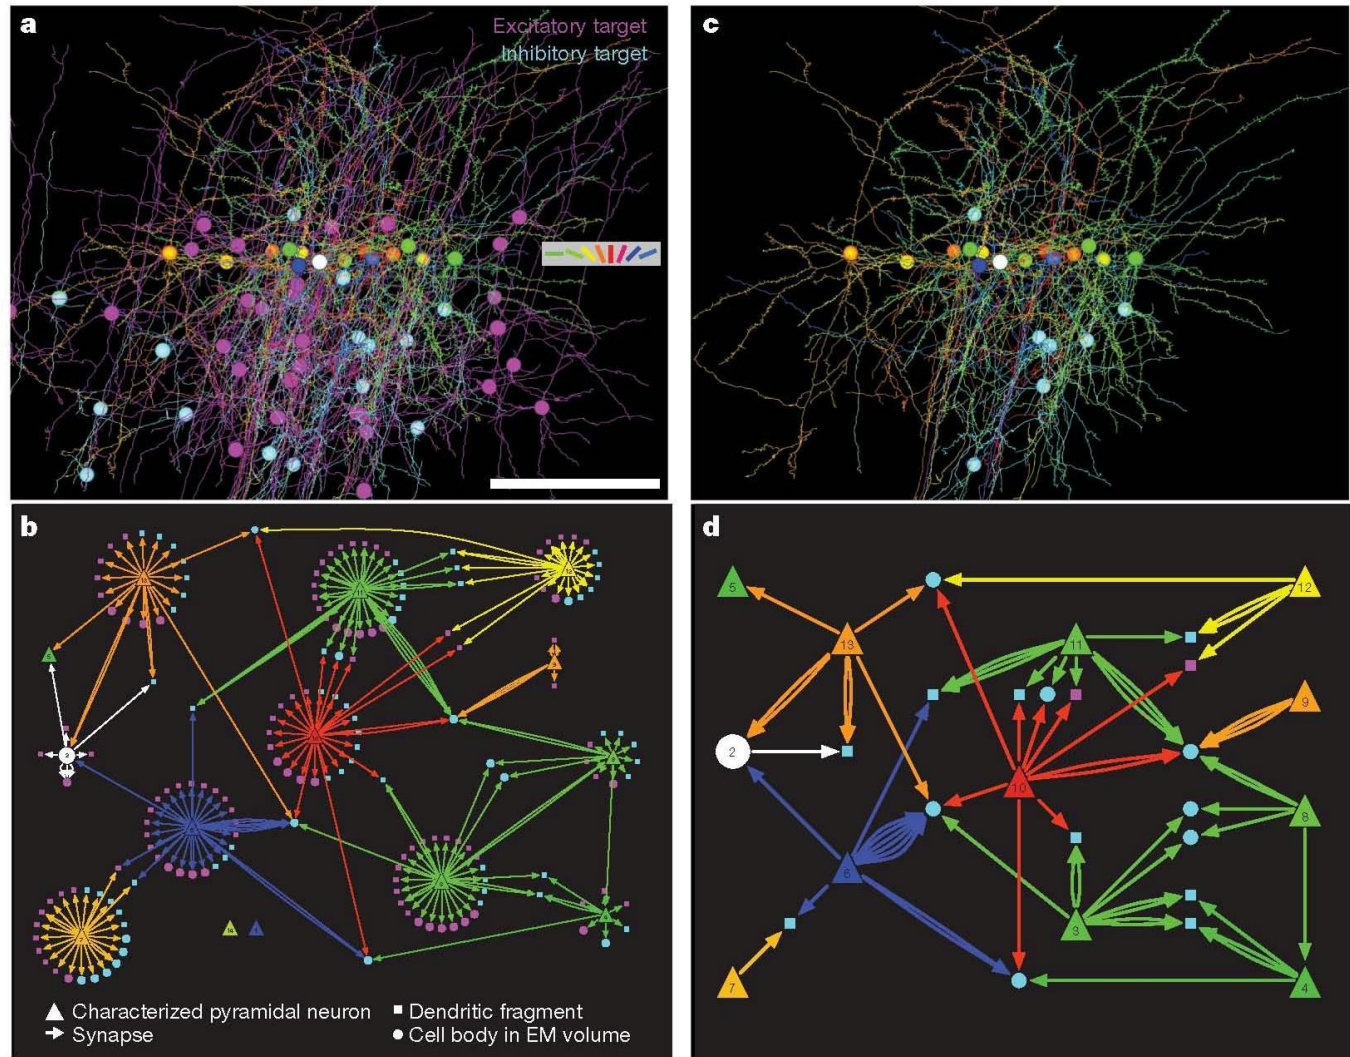 a
Excitatory target
Inhibitory target
c
b
Characterized pyramidal neuron
Synapse
Dendritic fragment
Cell body in EM volume
d
5
12
13
11
9
2
10
8
6
3
7
4